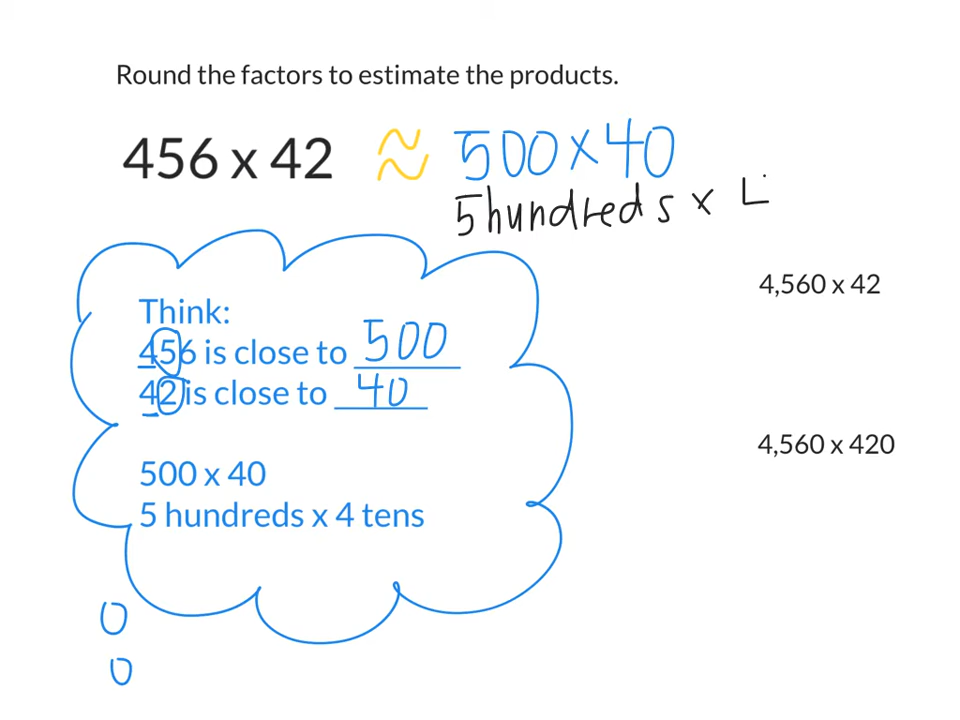 Round the factors to estimate the products.
456 x 42 ≈ 500 x 40
5 hundreds x
4,560 x 42
Think:
456 is close to 500
42 is close to 40
4,560 x 420
500 x 40
5 hundreds x 4 tens